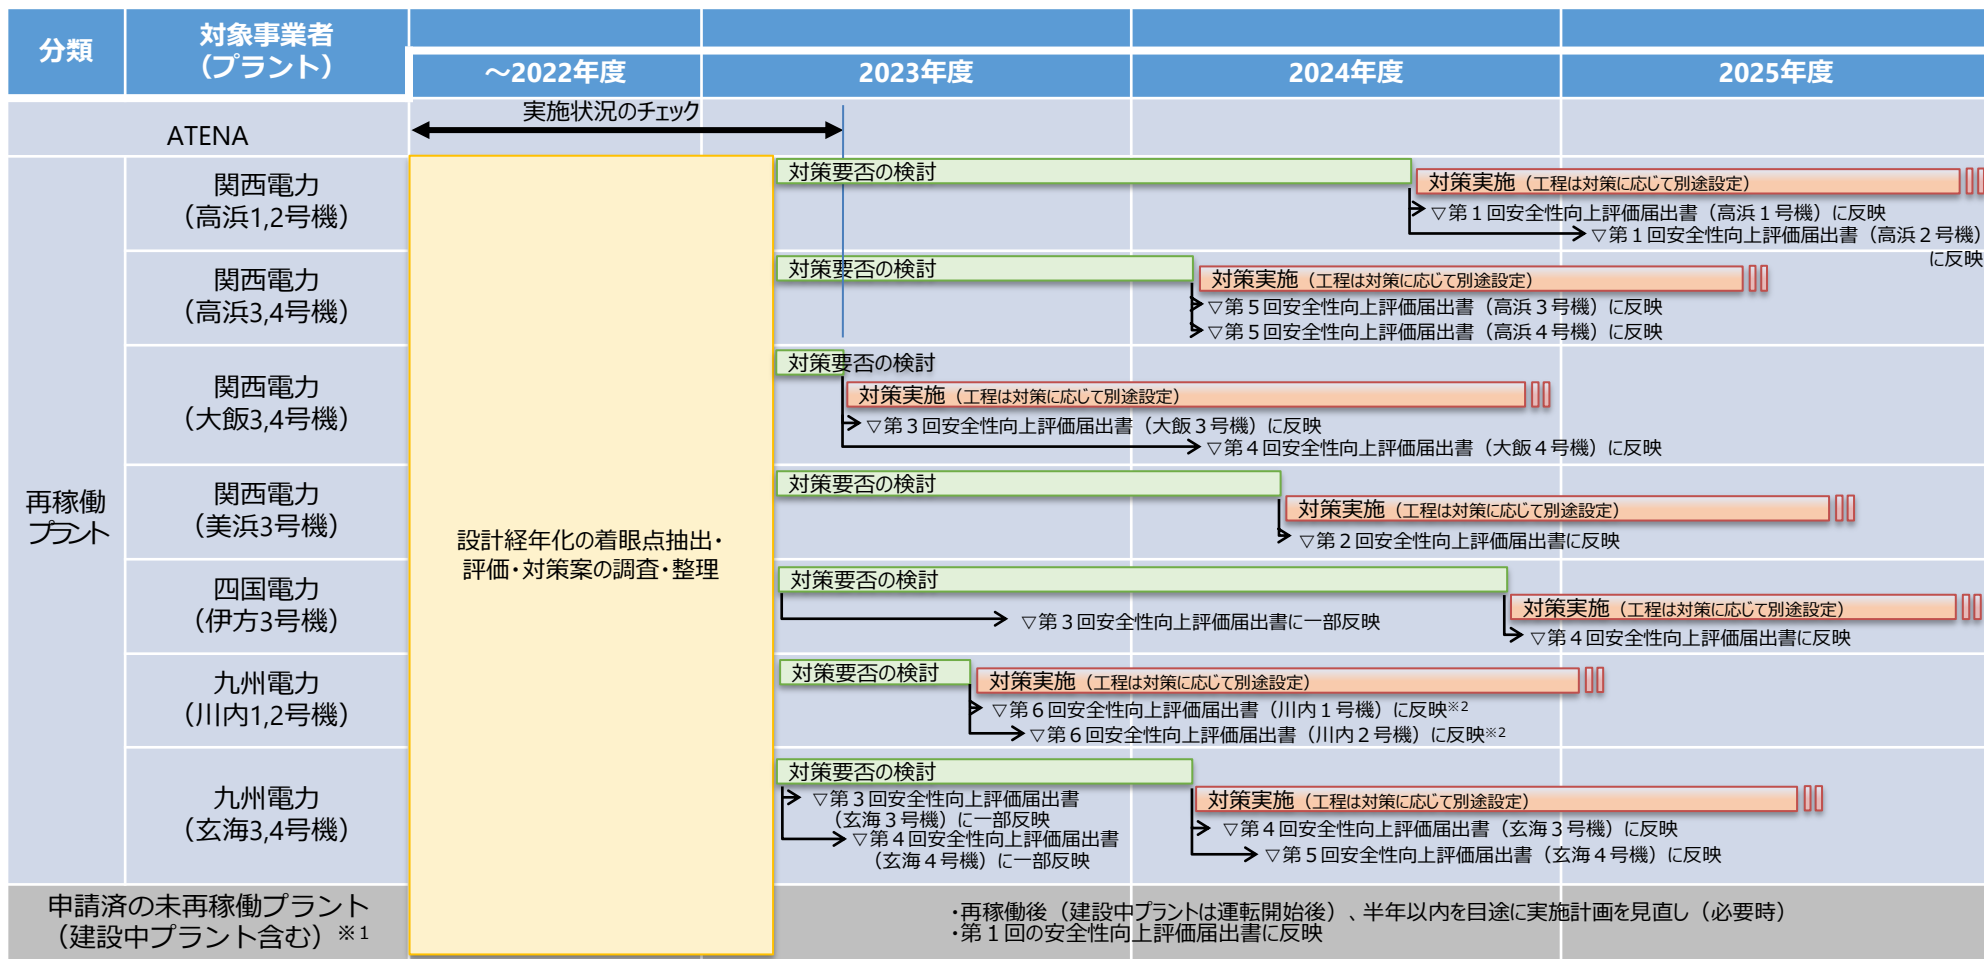 分類
対象事業者
（プラント）
～2022年度
2023年度
2024年度
2025年度
ATENA
実施状況のチェック
再稼働
プラント
設計経年化の着眼点抽出・
評価・対策案の調査・整理
関西電力
（高浜1,2号機）
対策要否の検討
対策実施（工程は対策に応じて別途設定）
▽第１回安全性向上評価届出書（高浜１号機）に反映
▽第１回安全性向上評価届出書（高浜２号機）
に反映
関西電力
（高浜3,4号機）
対策要否の検討
対策実施（工程は対策に応じて別途設定）
▽第５回安全性向上評価届出書（高浜３号機）に反映
▽第５回安全性向上評価届出書（高浜４号機）に反映
関西電力
（大飯3,4号機）
対策要否の検討
対策実施（工程は対策に応じて別途設定）
▽第３回安全性向上評価届出書（大飯３号機）に反映
▽第４回安全性向上評価届出書（大飯４号機）に反映
関西電力
（美浜3号機）
対策要否の検討
対策実施（工程は対策に応じて別途設定）
▽第２回安全性向上評価届出書に反映
四国電力
（伊方3号機）
対策要否の検討
▽第３回安全性向上評価届出書に一部反映
対策実施（工程は対策に応じて別途設定）
▽第４回安全性向上評価届出書に反映
九州電力
（川内1,2号機）
対策要否の検討
対策実施（工程は対策に応じて別途設定）
▽第６回安全性向上評価届出書（川内１号機）に反映※2
▽第６回安全性向上評価届出書（川内２号機）に反映※2
九州電力
（玄海3,4号機）
対策要否の検討
▽第３回安全性向上評価届出書
（玄海３号機）に一部反映
▽第４回安全性向上評価届出書
（玄海４号機）に一部反映
対策実施（工程は対策に応じて別途設定）
▽第４回安全性向上評価届出書（玄海３号機）に反映
▽第５回安全性向上評価届出書（玄海４号機）に反映
申請済の未再稼働プラント
（建設中プラント含む）※1
・再稼働後（建設中プラントは運転開始後）、半年以内を目途に実施計画を見直し（必要時）
・第１回の安全性向上評価届出書に反映